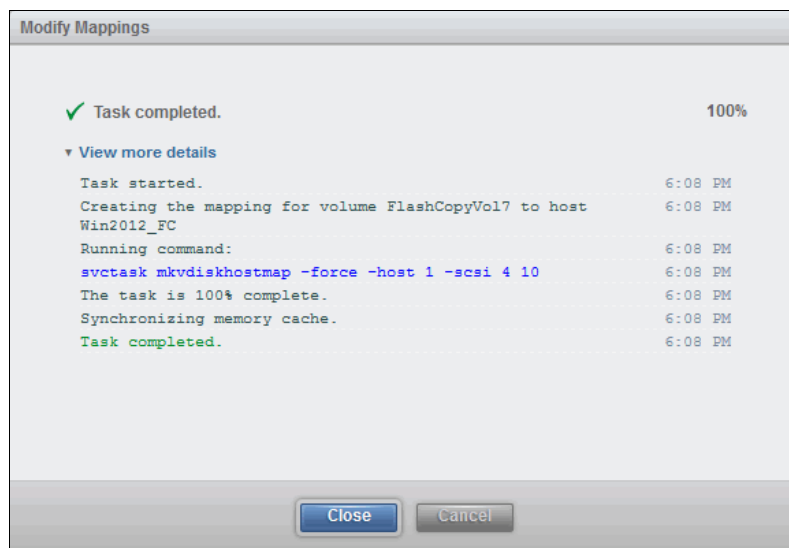 Modify Mappings
Task completed. 100%
View more details
Task started. 6:08 PM
Creating the mapping for volume FlashCopyVol7 to host 6:08 PM
Win2012_FC
Running command: 6:08 PM
svctask mkvdiskhostmap -force -host 1 -scsi 4 10 6:08 PM
The task is 100% complete. 6:08 PM
Synchronizing memory cache. 6:08 PM
Task completed. 6:08 PM
Close Cancel